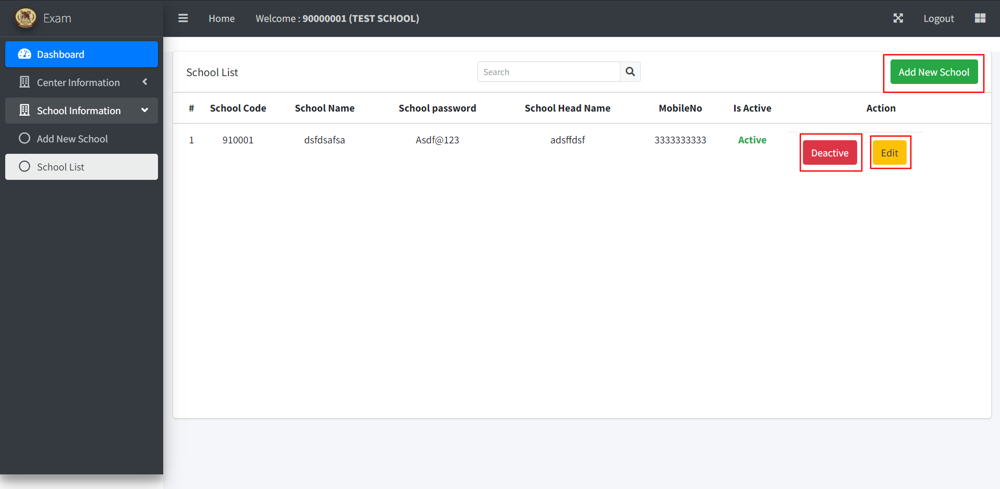 Exam
Home
Welcome : 90000001 (TEST SCHOOL)
Logout
Dashboard
Center Information
School Information
Add New School
School List
School List
Search
Add New School
# School Code School Name School password School Head Name MobileNo Is Active Action
1 910001 dsfdsafsa Asdf@123 adsffdsf 3333333333 Active Deactive Edit